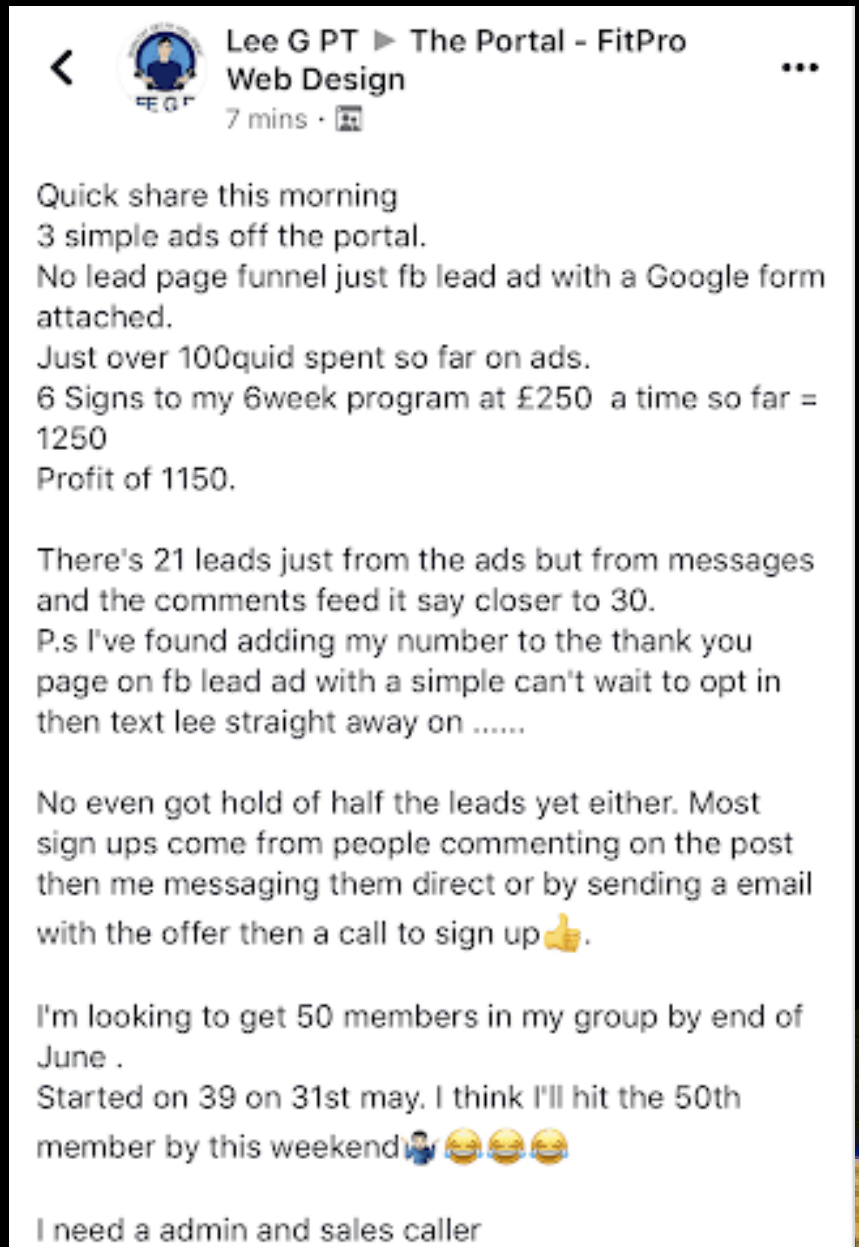 Lee G PT ▶ The Portal - FitPro
Web Design
7 mins ·
Quick share this morning
3 simple ads off the portal.
No lead page funnel just fb lead ad with a Google form
attached.
Just over 100quid spent so far on ads.
6 Signs to my 6week program at £250 a time so far =
1250
Profit of 1150.
There's 21 leads just from the ads but from messages
and the comments feed it say closer to 30.
P.s I've found adding my number to the thank you
page on fb lead ad with a simple can't wait to opt in
then text lee straight away on ......
No even got hold of half the leads yet either. Most
sign ups come from people commenting on the post
then me messaging them direct or by sending a email
with the offer then a call to sign up👍.
I'm looking to get 50 members in my group by end of
June .
Started on 39 on 31st may. I think I'll hit the 50th
member by this weekend🤷🏻‍♂️😂😂😂
I need a admin and sales caller